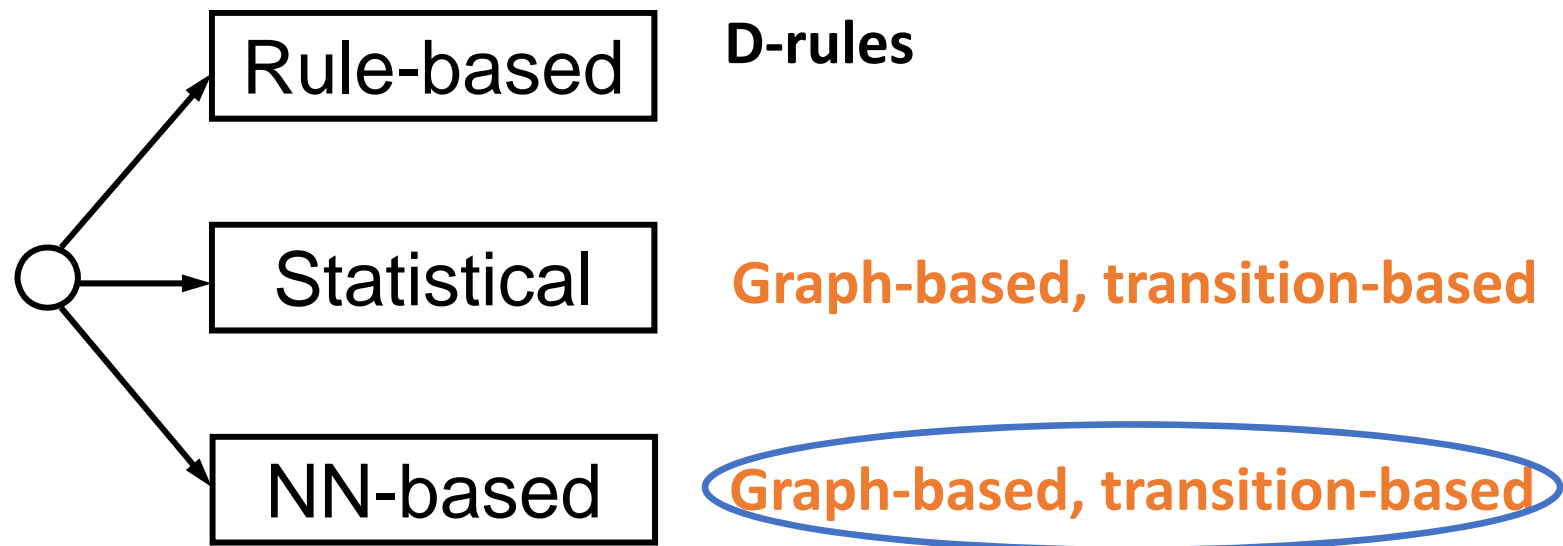 Rule-based D-rules
Statistical Graph-based, transition-based
NN-based Graph-based, transition-based